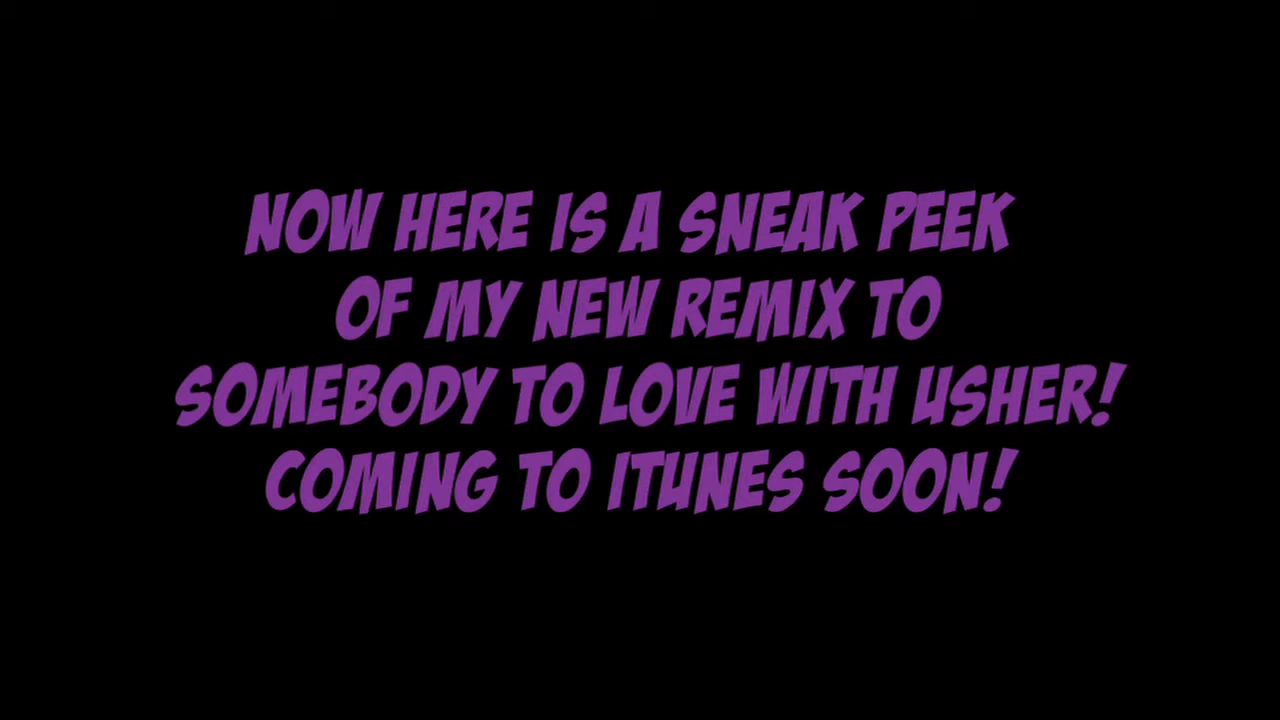 NOW HERE IS A SNEAK PEEK
OF MY NEW REMIX TO
SOMEBODY TO LOVE WITH USHER!
COMING TO ITUNES SOON!